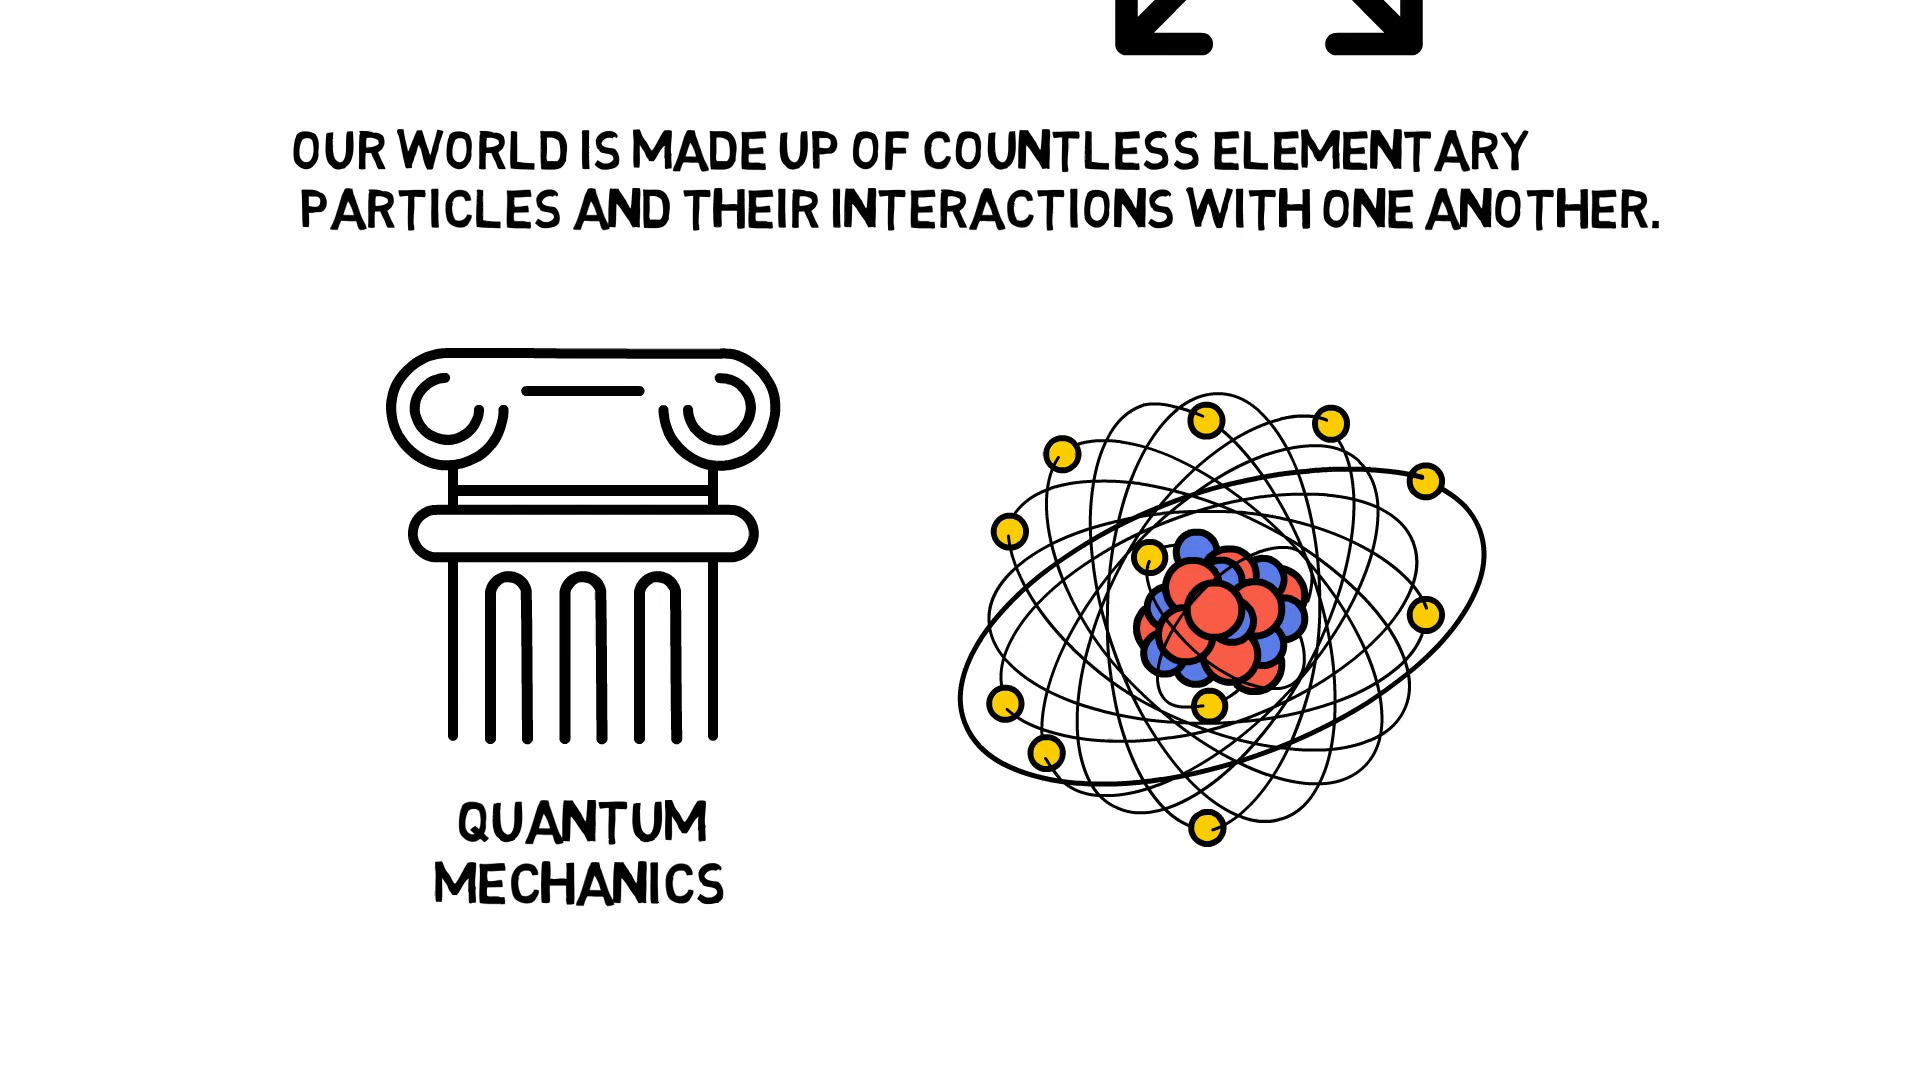 OUR WORLD IS MADE UP OF COUNTLESS ELEMENTARY
PARTICLES AND THEIR INTERACTIONS WITH ONE ANOTHER.
QUANTUM
MECHANICS